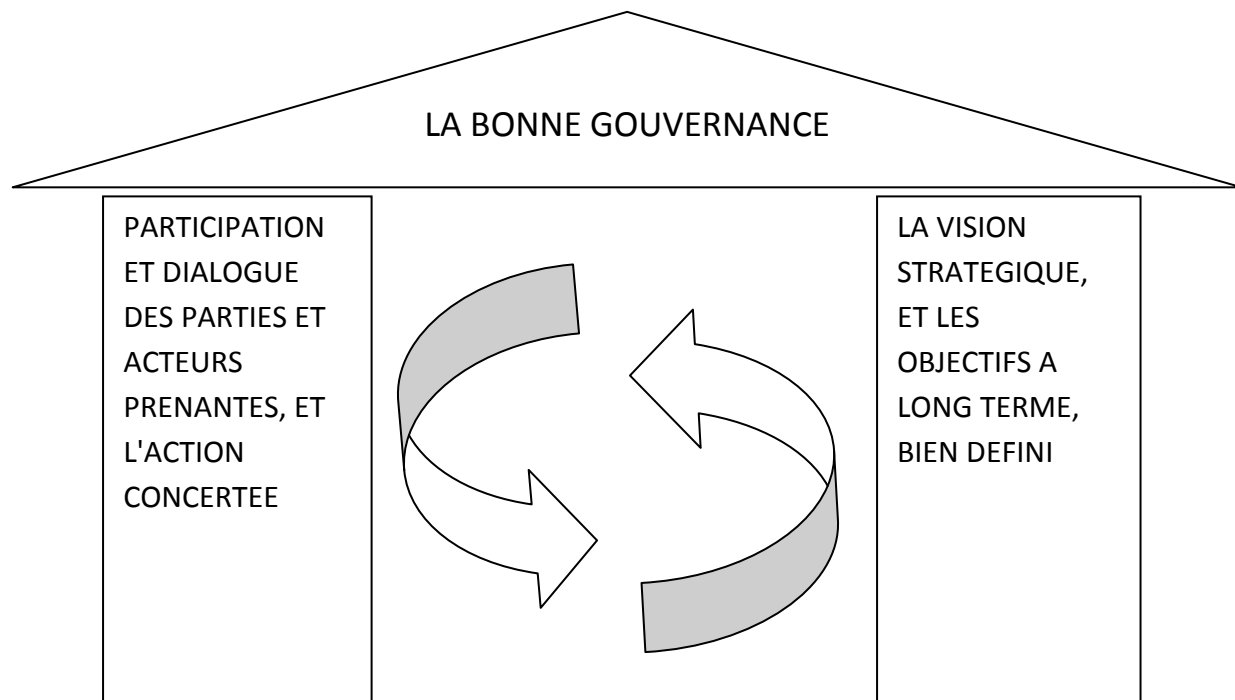 LA BONNE GOUVERNANCE
PARTICIPATION
ET DIALOGUE
DES PARTIES ET
ACTEURS
PRENANTES, ET
L'ACTION
CONCERTEE
LA VISION
STRATEGIQUE,
ET LES
OBJECTIFS A
LONG TERME,
BIEN DEFINI